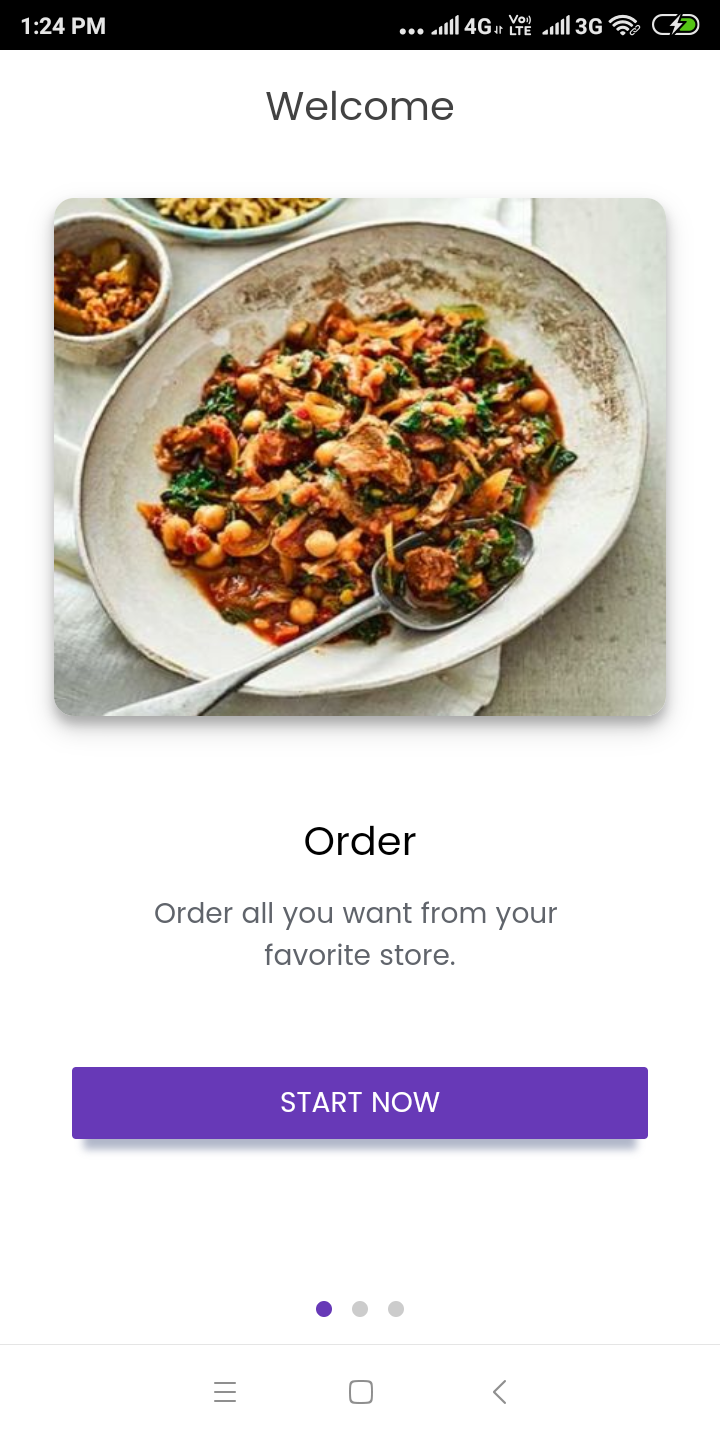 1:24 PM
4G
Vo))
LTE
3G
Welcome
Order
Order all you want from your
favorite store.
START NOW